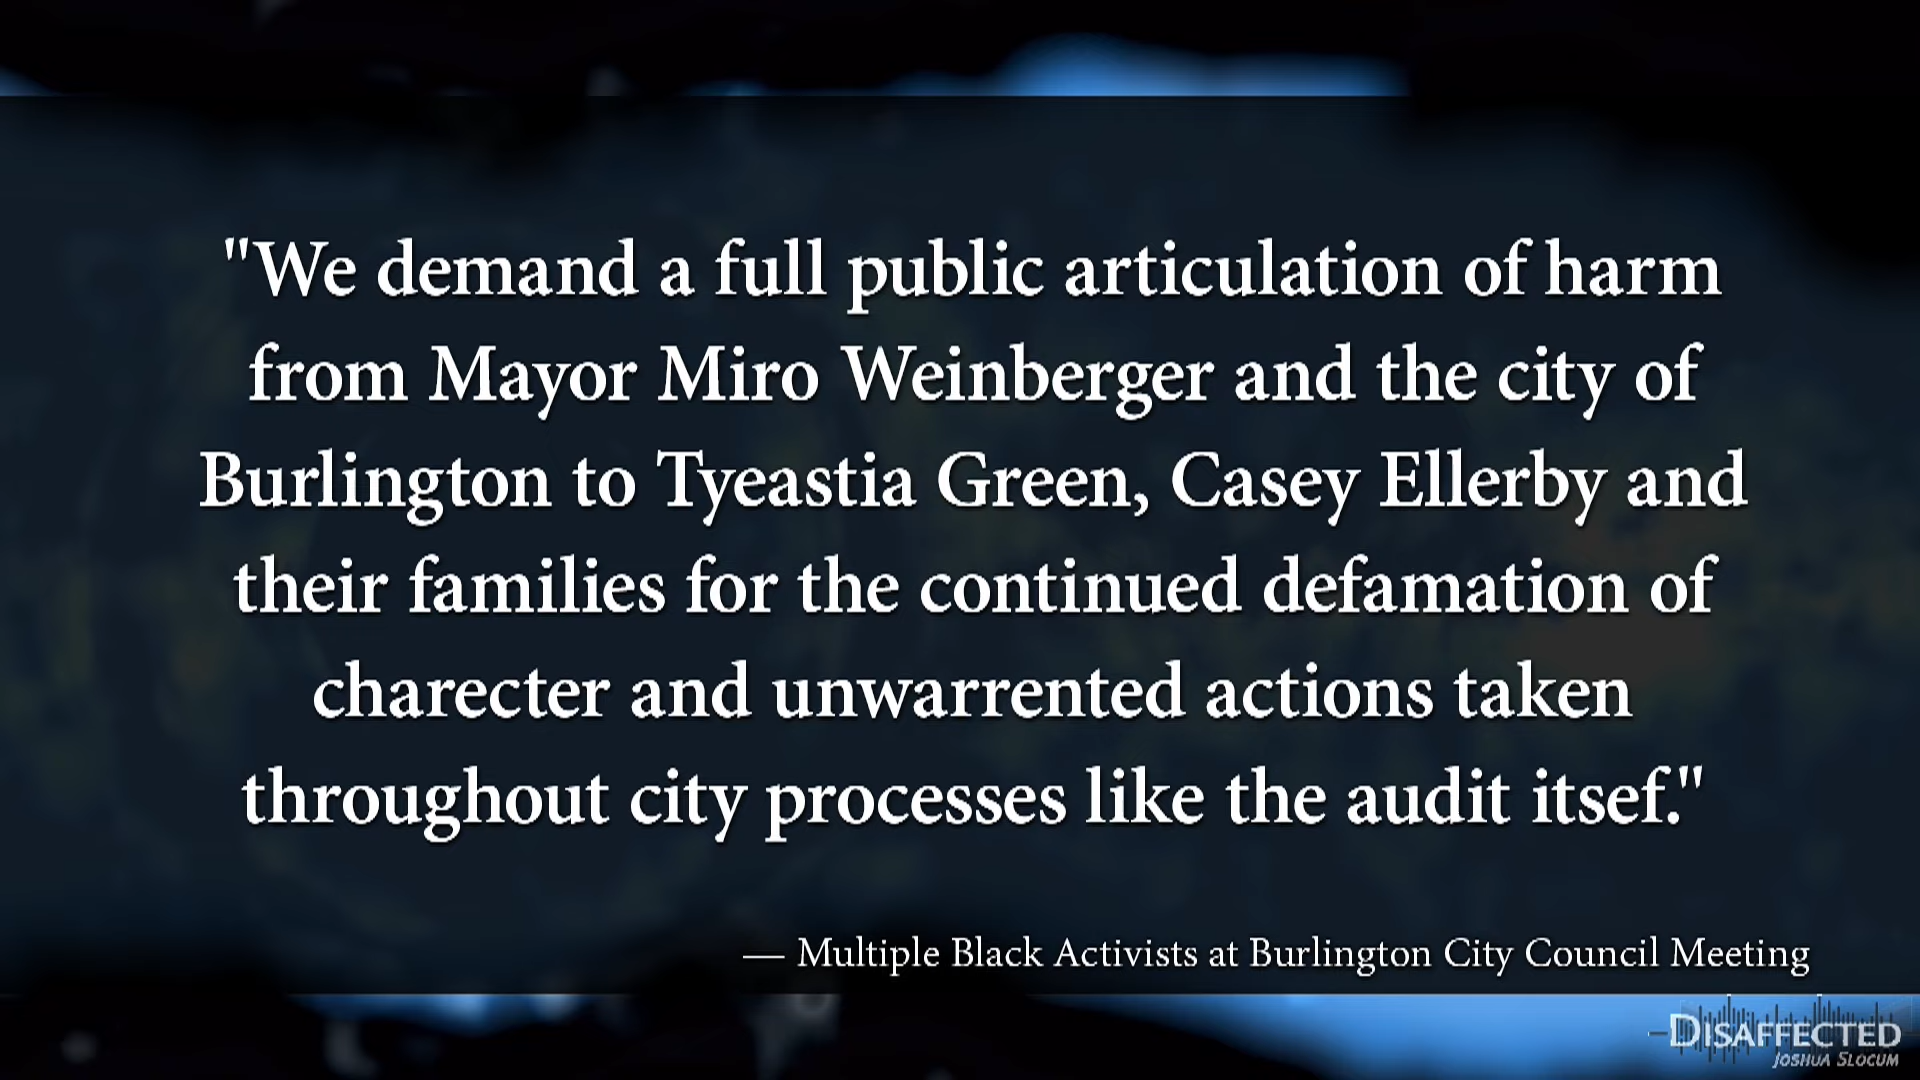 "We demand a full public articulation of harm
from Mayor Miro Weinberger and the city of
Burlington to Tyeastia Green, Casey Ellerby and
their families for the continued defamation of
charecter and unwarrented actions taken
throughout city processes like the audit itsef."
— Multiple Black Activists at Burlington City Council Meeting
DISAFFECTED
JOSHUA SLOCUM